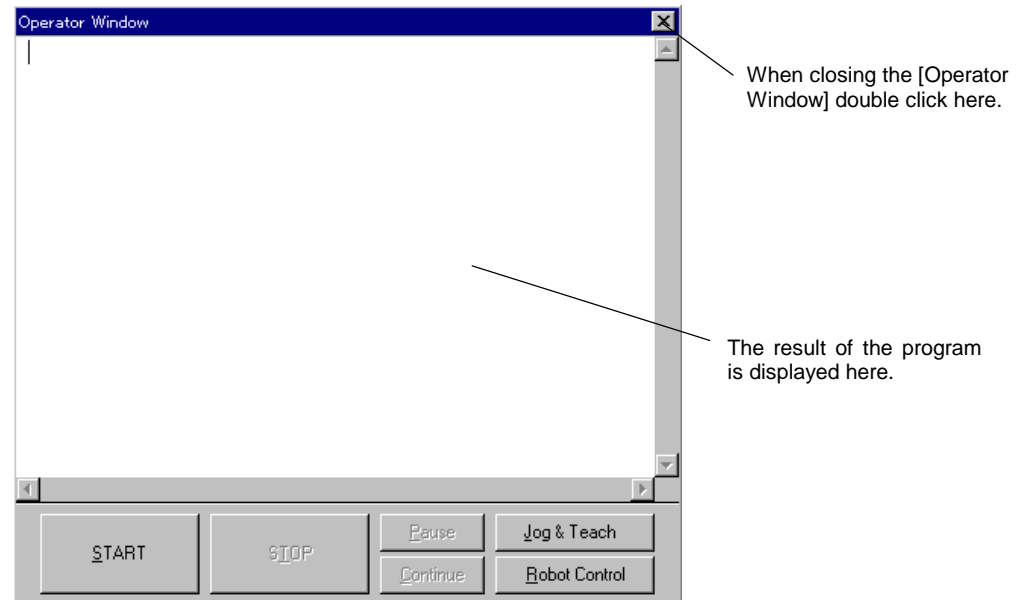 Operator Window
When closing the [Operator
Window] double click here.
The result of the program
is displayed here.
START
STOP
Pause
Jog & Teach
Continue
Robot Control